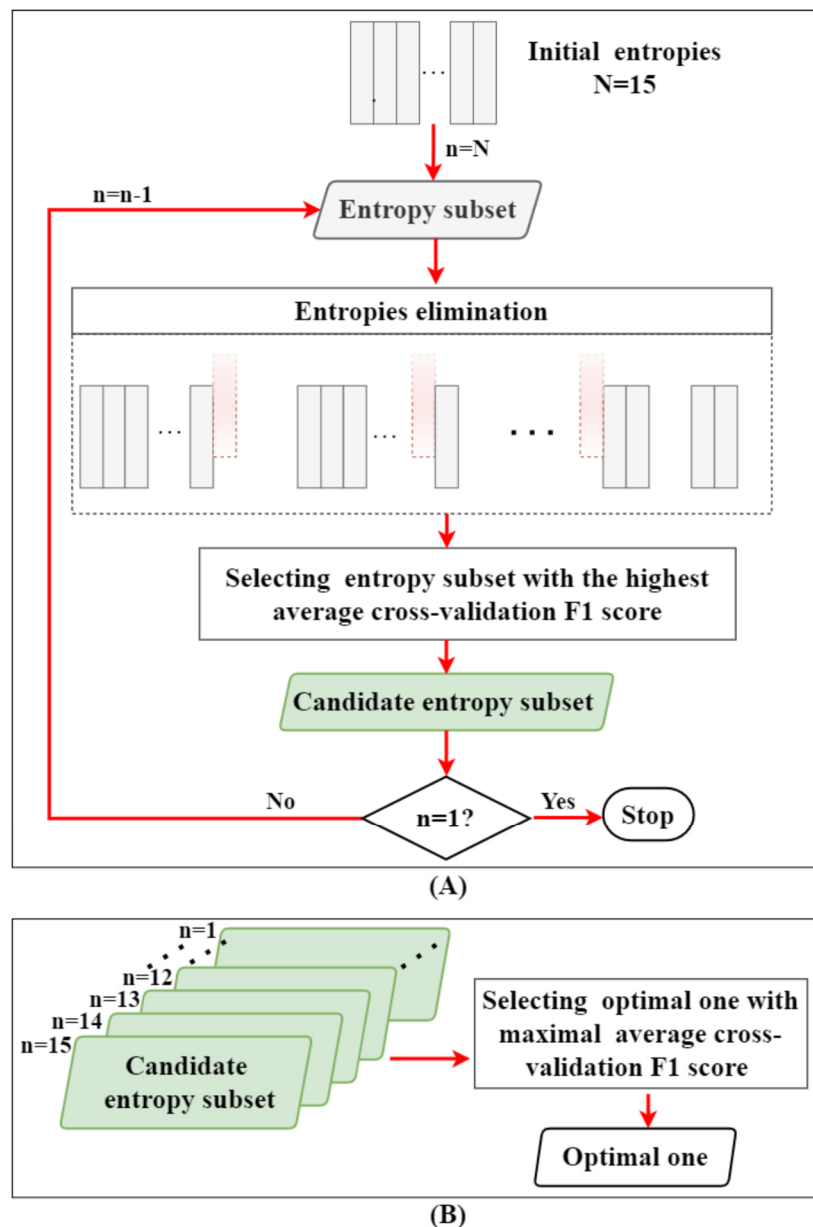 Initial entropies
N=15
...
n=N
n=n-1
Entropy subset
Entropies elimination
... ... ...
Selecting entropy subset with the highest
average cross-validation F1 score
Candidate entropy subset
No
n=1?
Yes
Stop
(A)
n=1
n=12
n=13
n=14
n=15
Candidate
entropy subset
Selecting optimal one with
maximal average cross-
validation F1 score
Optimal one
(B)